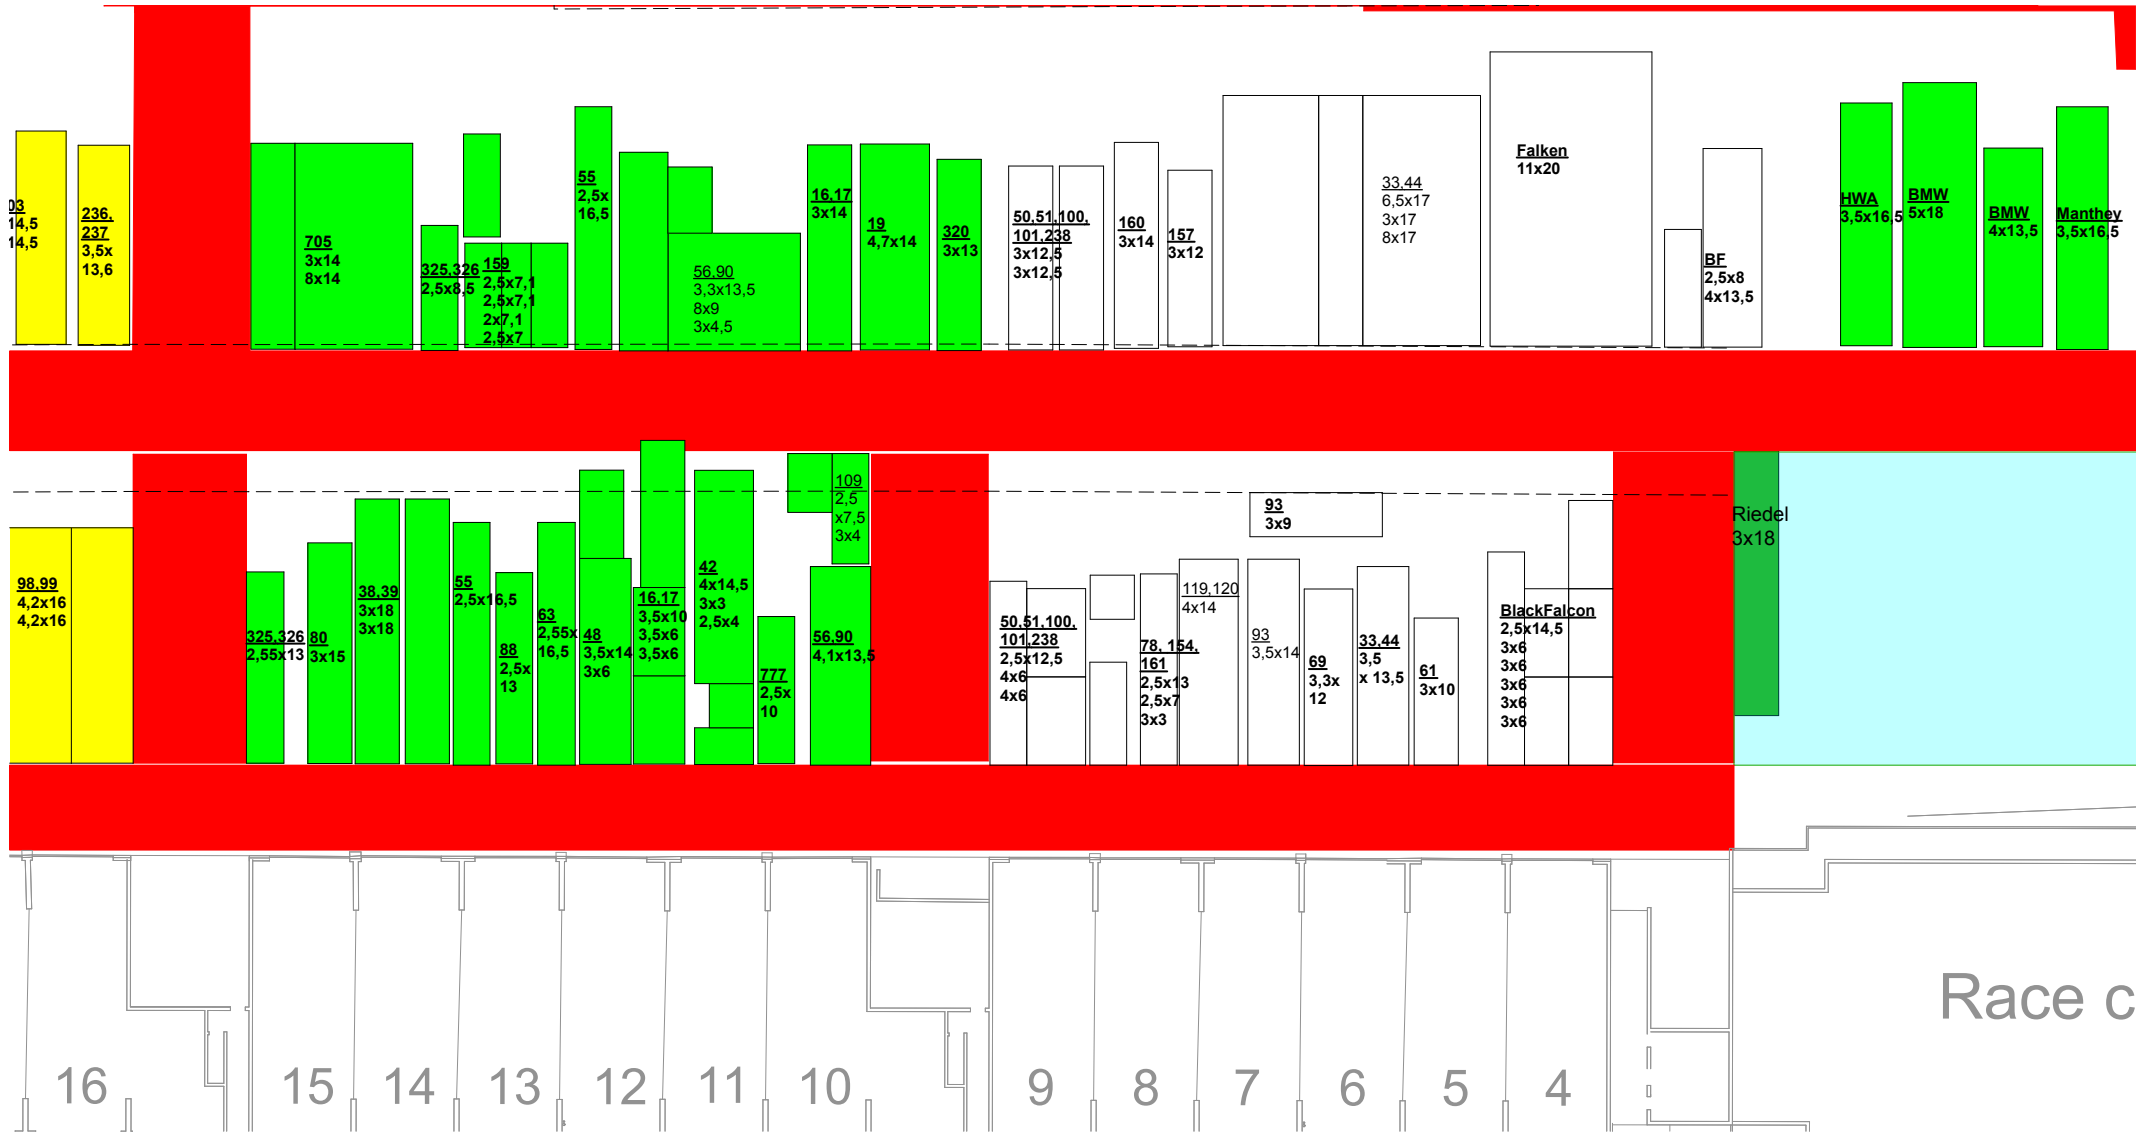 03
14,5
14,5
236,
237
3,5x
13,6
705
3x14
8x14
325,326
2,5x8,5
159
2,5x7,1
2,5x7,1
2x7,1
2,5x7
55
2,5x
16,5
56,90
3,3x13,5
8x9
3x4,5
16,17
3x14
19
4,7x14
320
3x13
50,51,100,
101,238
3x12,5
3x12,5
160
3x14
157
3x12
33,44
6,5x17
3x17
8x17
Falken
11x20
BF
2,5x8
4x13,5
HWA
3,5x16,5
BMW
5x18
BMW
4x13,5
Manthey
3,5x16,5
98,99
4,2x16
4,2x16
325,326
2,55x13
80
3x15
38,39
3x18
3x18
55
2,5x16,5
88
2,5x
13
63
2,55x
16,5
48
3,5x14
3x6
16,17
3,5x10
3,5x6
3,5x6
42
4x14,5
3x3
2,5x4
777
2,5x
10
109
2,5
x7,5
3x4
56,90
4,1x13,5
50,51,100,
101,238
2,5x12,5
4x6
4x6
78, 154,
161
2,5x13
2,5x7
3x3
119,120
4x14
93
3x9
93
3,5x14
69
3,3x
12
33,44
3,5
x 13,5
61
3x10
BlackFalcon
2,5x14,5
3x6
3x6
3x6
3x6
3x6
Riedel
3x18
Race c
16
15
14
13
12
11
10
9
8
7
6
5
4